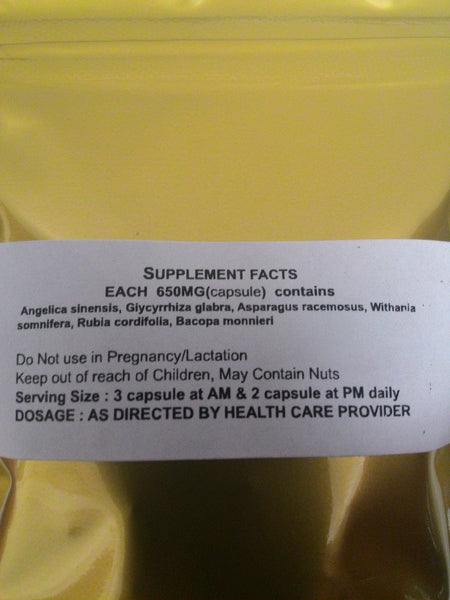 SUPPLEMENT FACTS
EACH 650MG(capsule) contains
Angelica sinensis, Glycyrrhiza glabra, Asparagus racemosus, Withania
somnifera, Rubia cordifolia, Bacopa monnieri
Do Not use in Pregnancy/Lactation
Keep out of reach of Children, May Contain Nuts
Serving Size : 3 capsule at AM & 2 capsule at PM daily
DOSAGE : AS DIRECTED BY HEALTH CARE PROVIDER